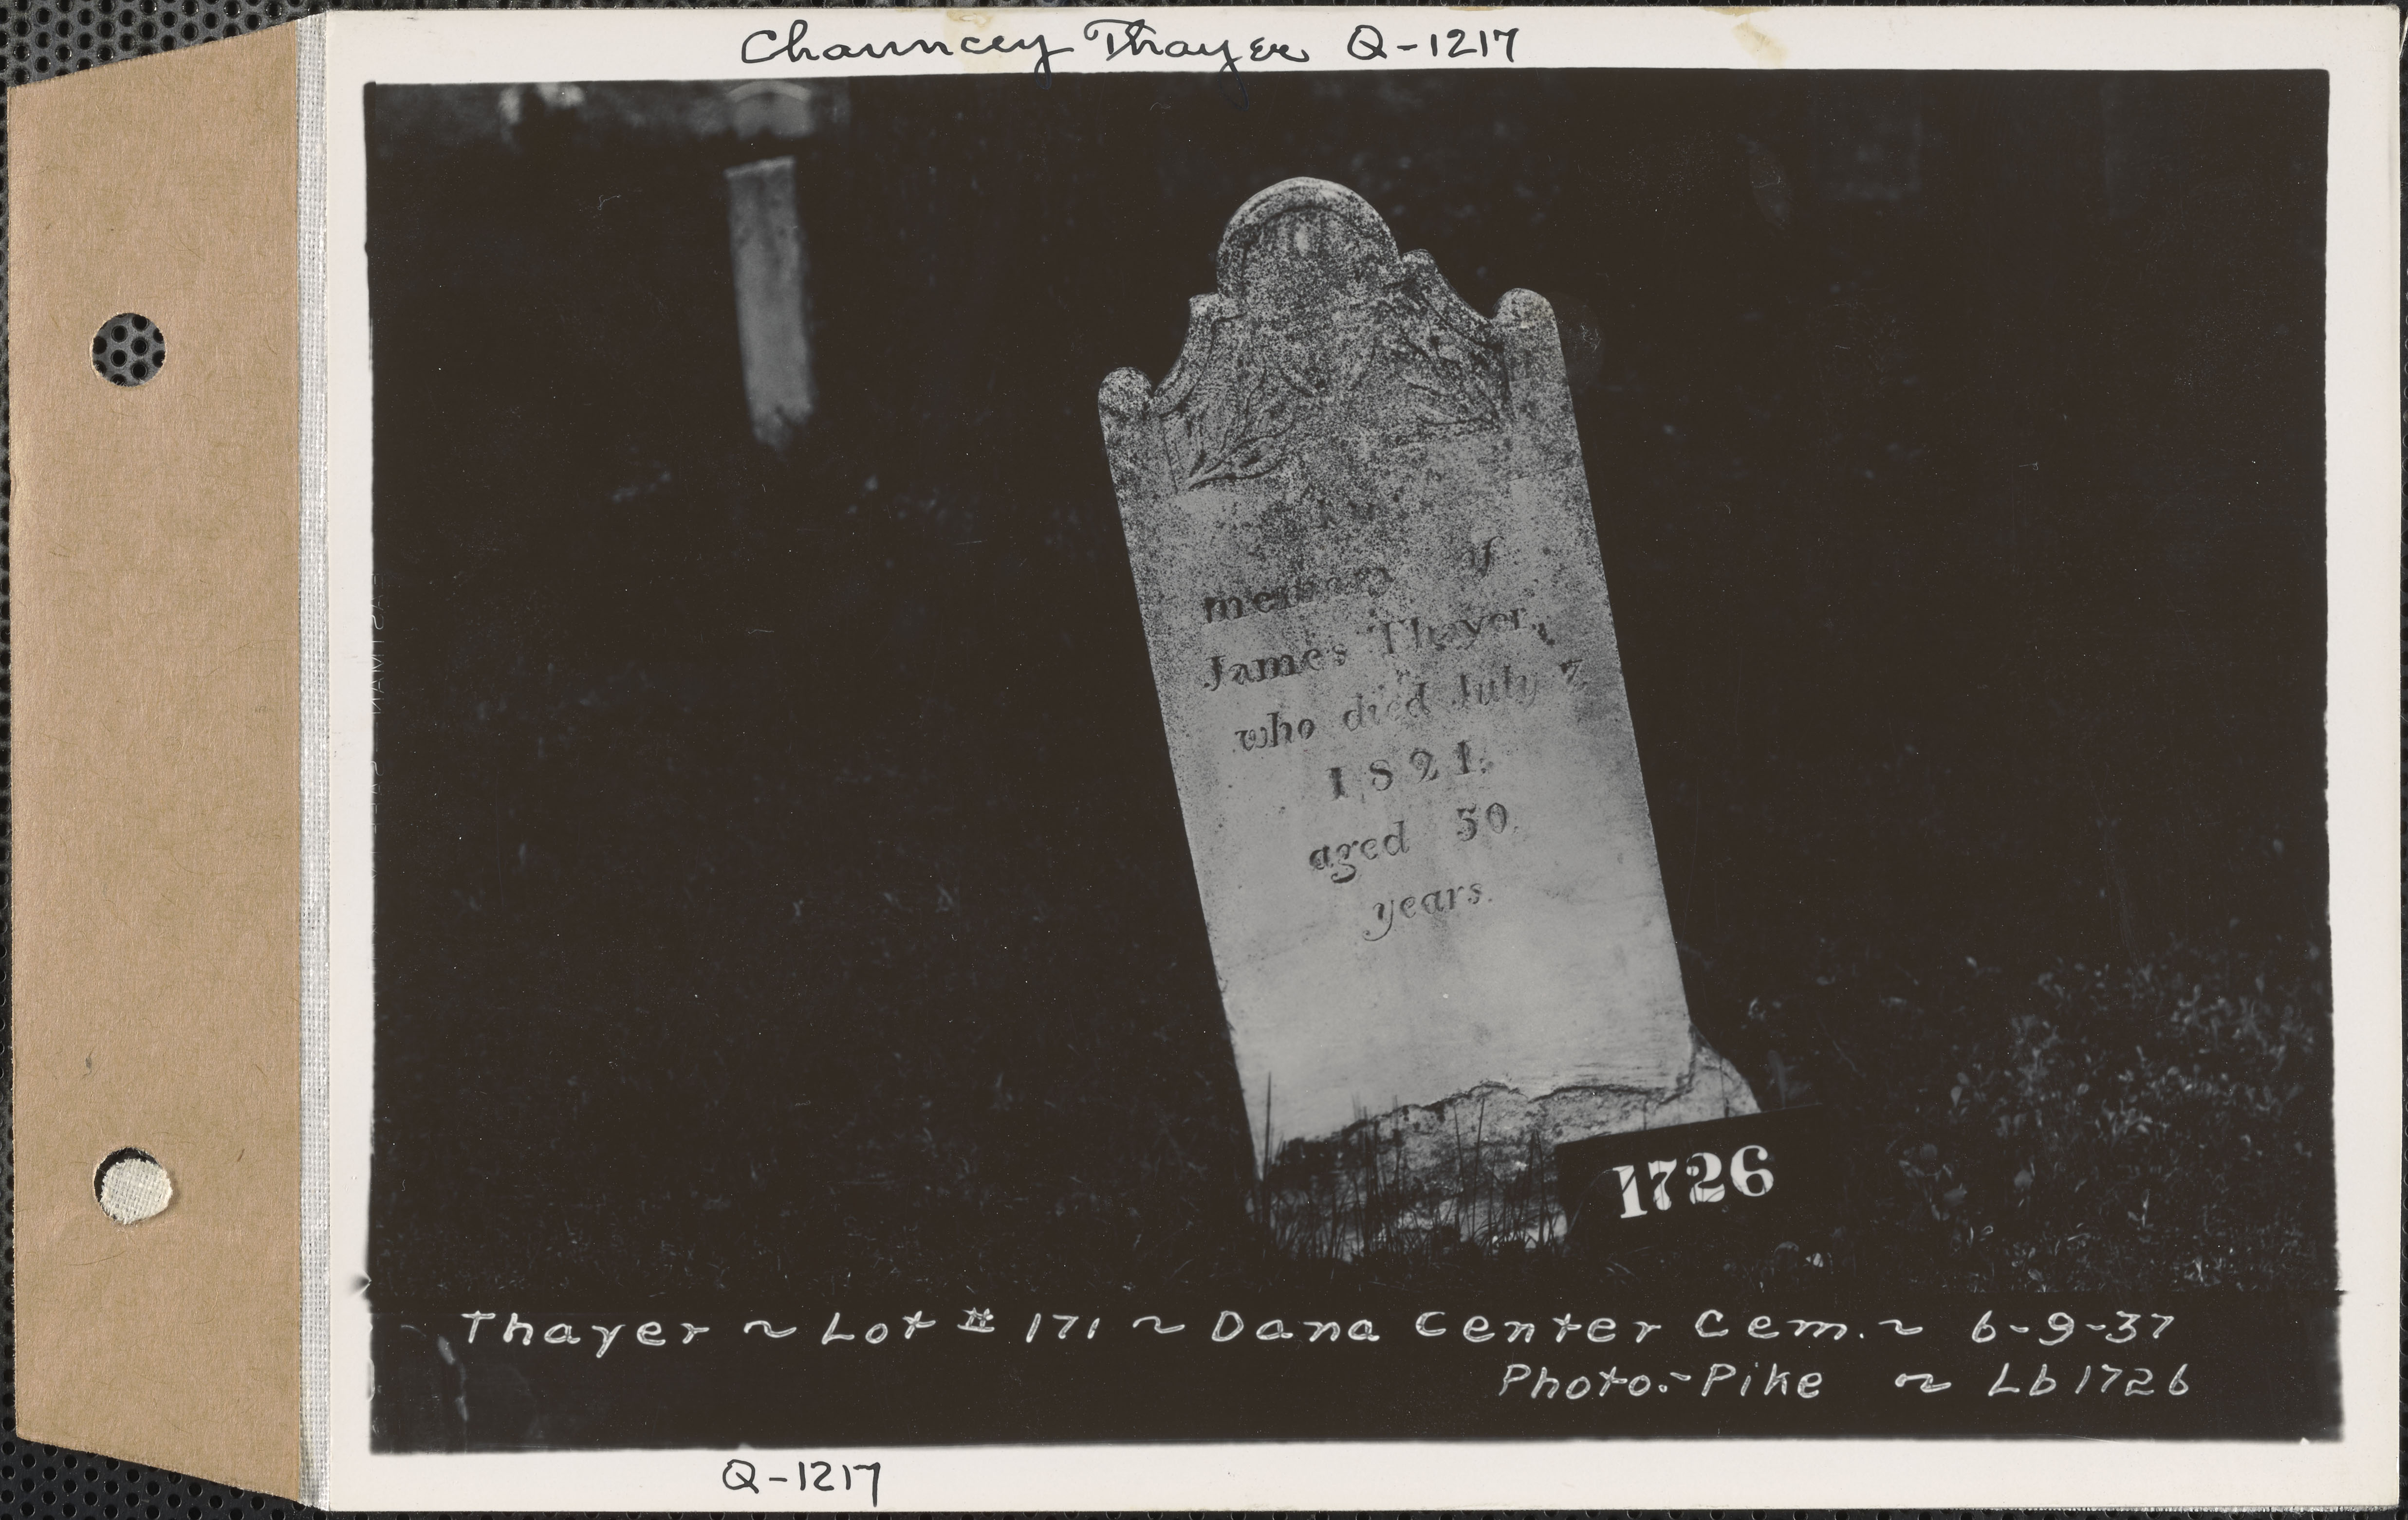 Chauncey Thayer Q-1217
memory of
James Thayer,
who died July 7,
1821.
aged 50
years.
1726
Thayer ~ Lot # 171 ~ Dana Center Cem. ~ 6-9-37
Photo:- Pike ~ Lb 1726
Q-1217